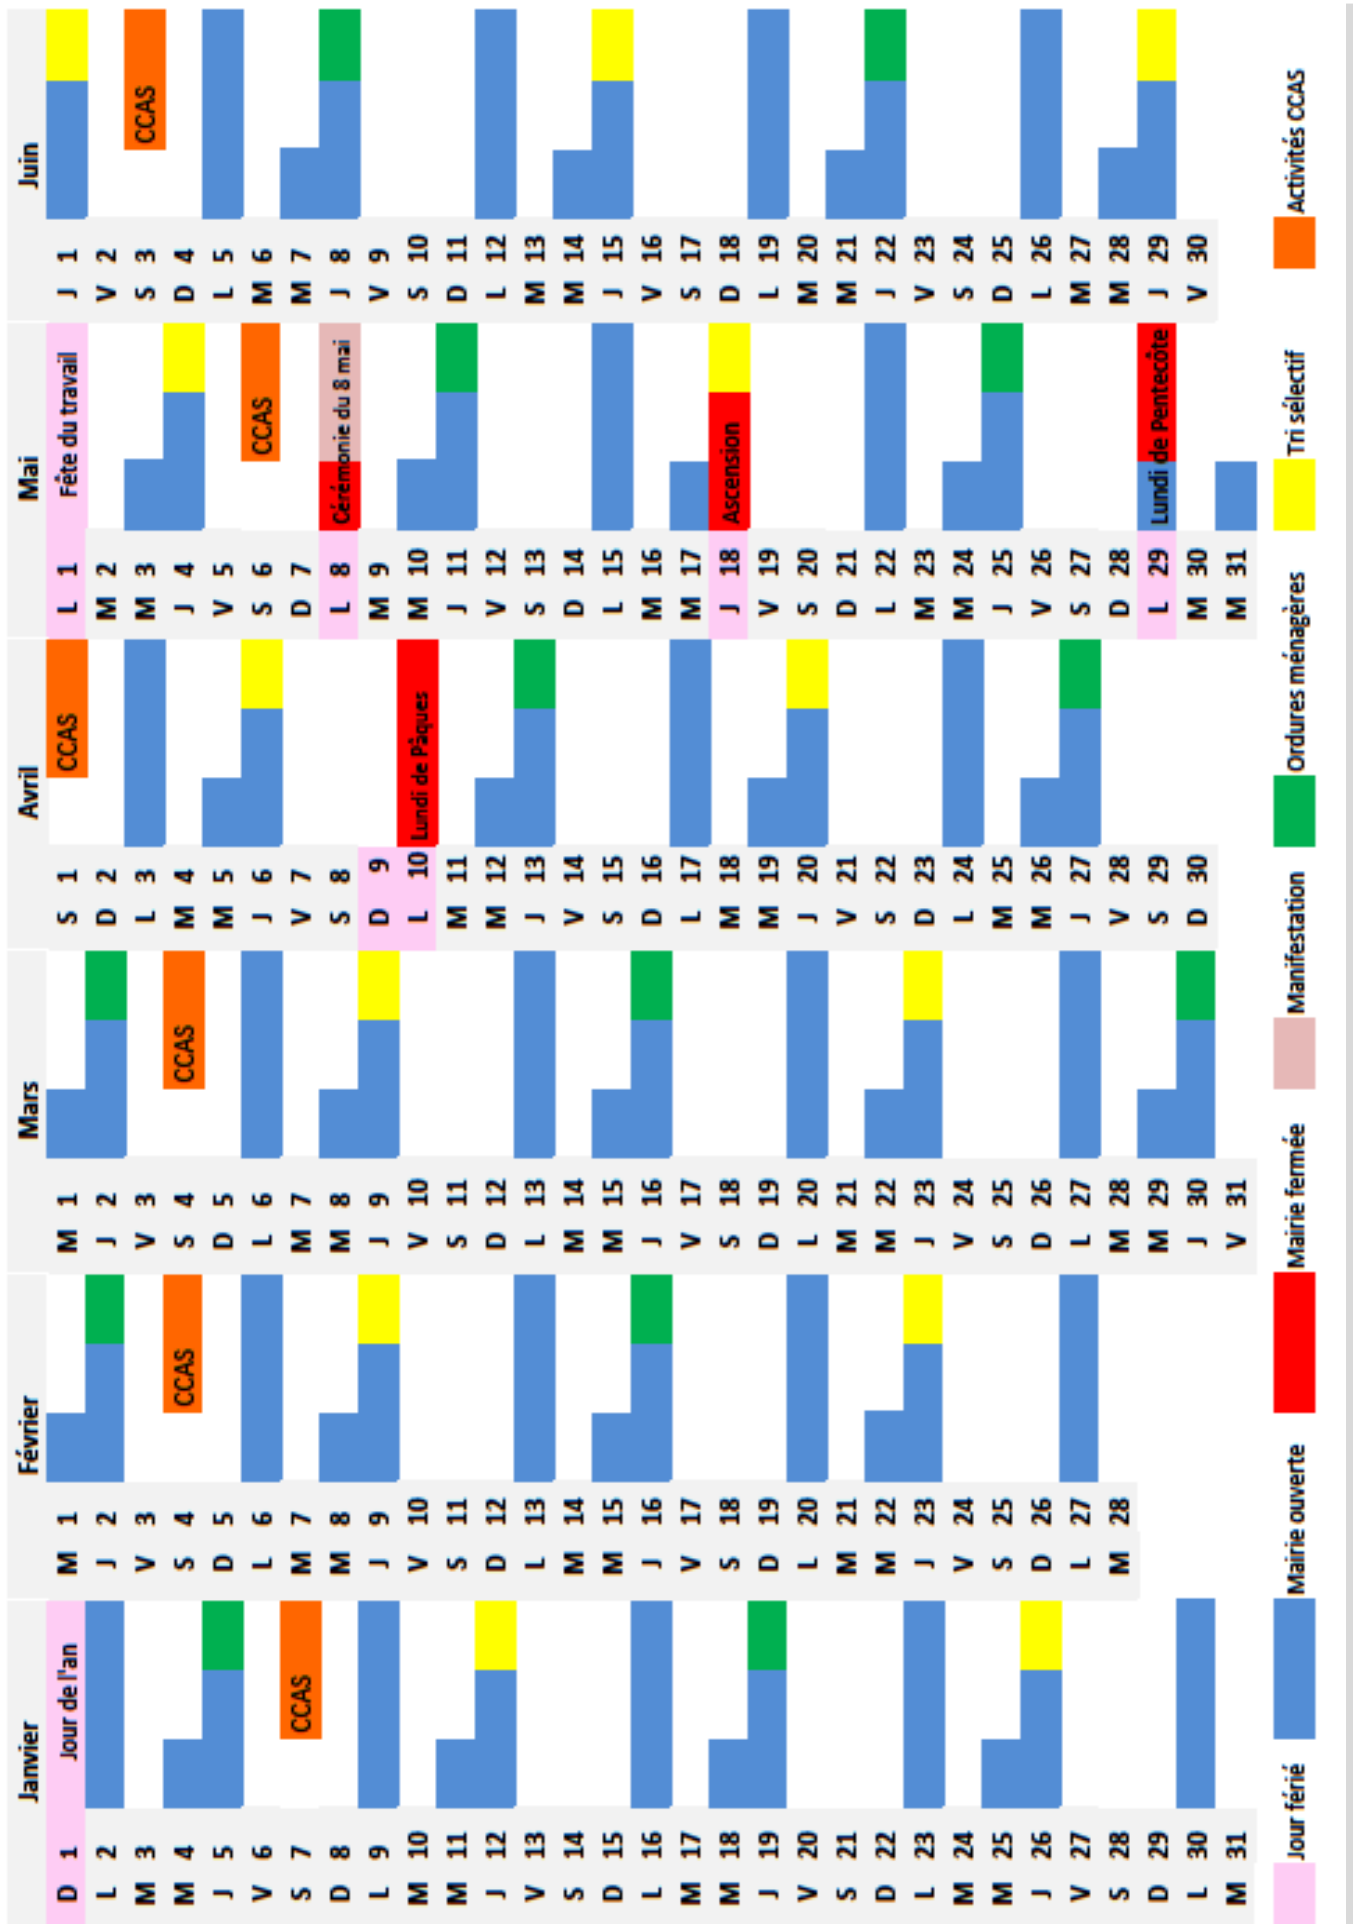 Janvier
D 1 Jour de l'an
L 2
M 3
M 4
J 5
V 6
S 7 CCAS
D 8
L 9
M 10
M 11
J 12
V 13
S 14
D 15
L 16
M 17
M 18
J 19
V 20
S 21
D 22
L 23
M 24
M 25
J 26
V 27
S 28
D 29
L 30
M 31
Février
M 1
J 2
V 3
S 4 CCAS
D 5
L 6
M 7
M 8
J 9
V 10
S 11
D 12
L 13
M 14
M 15
J 16
V 17
S 18
D 19
L 20
M 21
M 22
J 23
V 24
S 25
D 26
L 27
M 28
Mars
M 1
J 2
V 3
S 4 CCAS
D 5
L 6
M 7
M 8
J 9
V 10
S 11
D 12
L 13
M 14
M 15
J 16
V 17
S 18
D 19
L 20
M 21
M 22
J 23
V 24
S 25
D 26
L 27
M 28
M 29
J 30
V 31
Avril
S 1 CCAS
D 2
L 3
M 4
M 5
J 6
V 7
S 8
D 9
L 10 Lundi de Pâques
M 11
M 12
J 13
V 14
S 15
D 16
L 17
M 18
M 19
J 20
V 21
S 22
D 23
L 24
M 25
M 26
J 27
V 28
S 29
D 30
Mai
L 1 Fête du travail
M 2
M 3
J 4
V 5
S 6 CCAS
D 7
L 8 Cérémonie du 8 mai
M 9
M 10
J 11
V 12
S 13
D 14
L 15
M 16
M 17
J 18 Ascension
V 19
S 20
D 21
L 22
M 23
M 24
J 25
V 26
S 27
D 28
L 29 Lundi de Pentecôte
M 30
M 31
Juin
J 1
V 2
S 3 CCAS
D 4
L 5
M 6
M 7
J 8
V 9
S 10
D 11
L 12
M 13
M 14
J 15
V 16
S 17
D 18
L 19
M 20
M 21
J 22
V 23
S 24
D 25
L 26
M 27
M 28
J 29
V 30
Jour férié Mairie ouverte Mairie fermée Manifestation Ordures ménagères Tri sélectif Activités CCAS